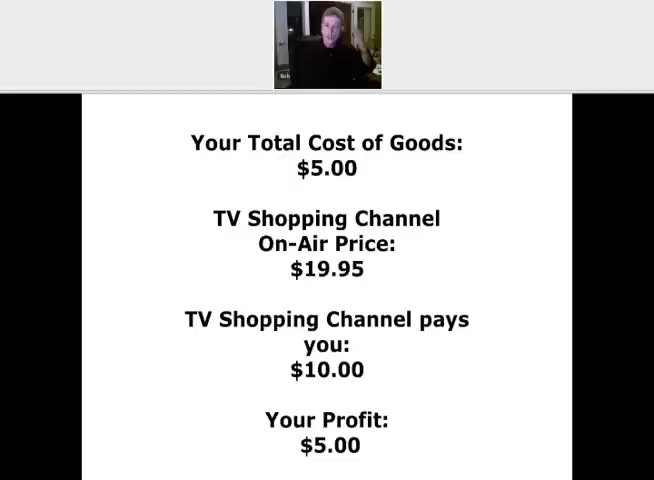 Your Total Cost of Goods:
$5.00
TV Shopping Channel
On-Air Price:
$19.95
TV Shopping Channel pays
you:
$10.00
Your Profit:
$5.00